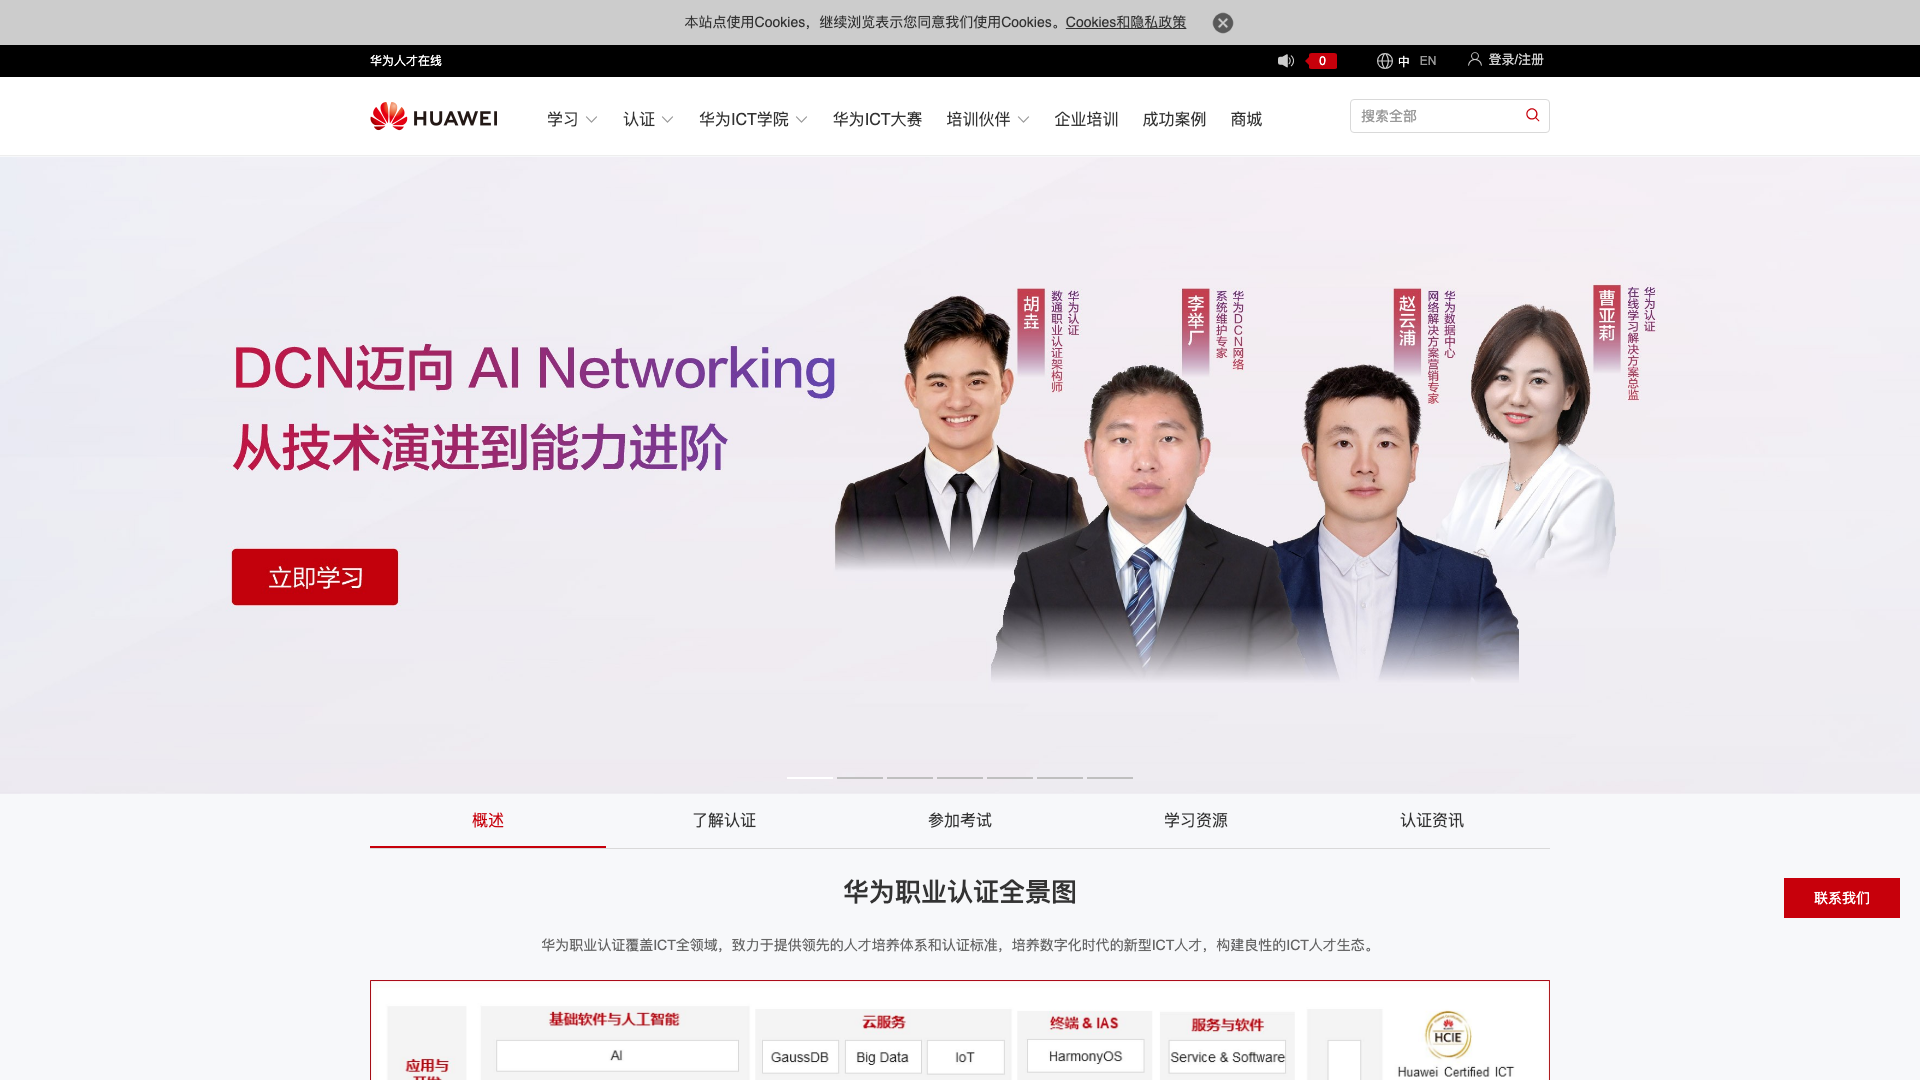 本站点使用Cookies，继续浏览表示您同意我们使用Cookies。Cookies和隐私政策
华为人才在线
0
中 EN
登录/注册
HUAWEI
学习
认证
华为ICT学院
华为ICT大赛
培训伙伴
企业培训
成功案例
商城
搜索全部
DCN迈向 AI Networking
从技术演进到能力进阶
立即学习
胡垚
华为认证
数通职业认证架构师
李举厂
华为DCN网络
系统维护专家
赵云浦
华为数据中心
网络解决方案营销专家
曹亚莉
华为认证
在线学习解决方案总监
概述
了解认证
参加考试
学习资源
认证资讯
华为职业认证全景图
联系我们
华为职业认证覆盖ICT全领域，致力于提供领先的人才培养体系和认证标准，培养数字化时代的新型ICT人才，构建良性的ICT人才生态。
基础软件与人工智能
云服务
终端 & IAS
服务与软件
AI
GaussDB
Big Data
IoT
HarmonyOS
Service & Software
应用与
HCIE
Huawei Certified ICT